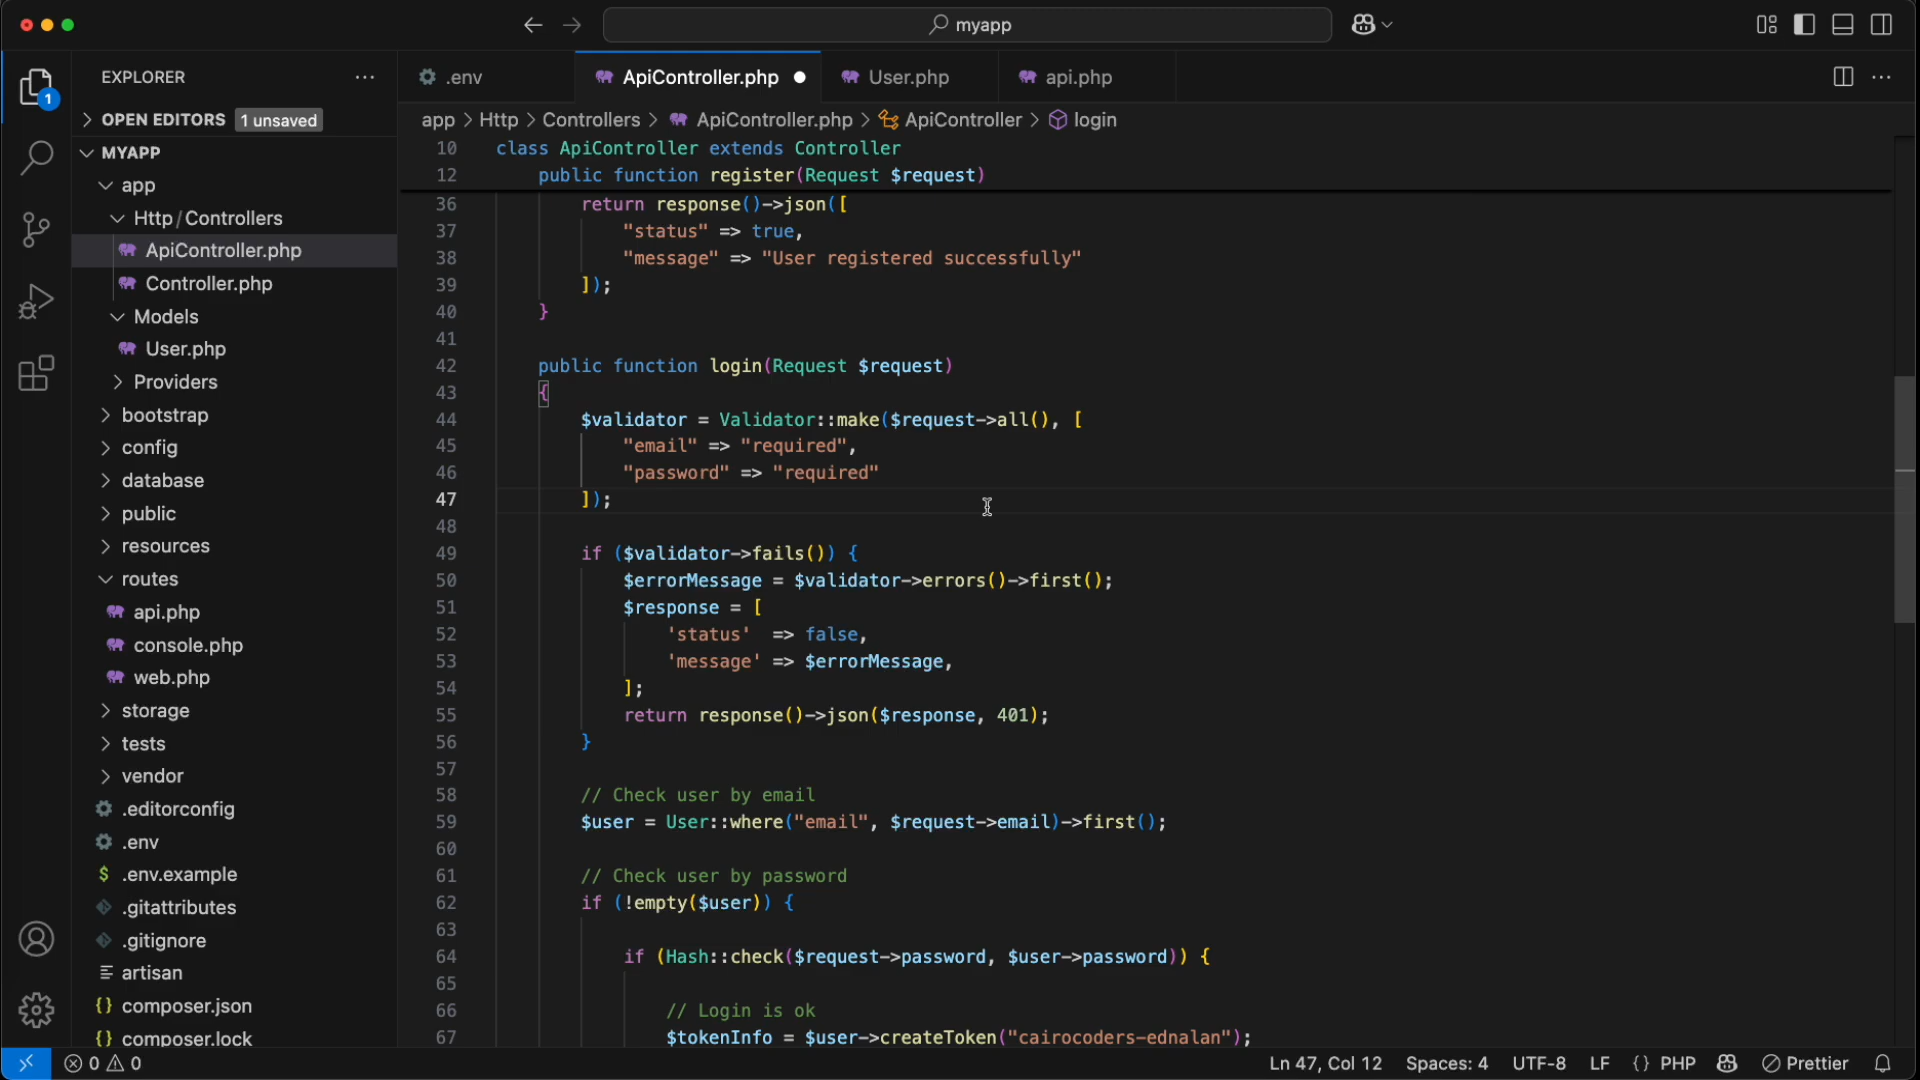 myapp
EXPLORER
OPEN EDITORS 1 unsaved
MYAPP
app
Http/Controllers
ApiController.php
Controller.php
Models
User.php
Providers
bootstrap
config
database
public
resources
routes
api.php
console.php
web.php
storage
tests
vendor
.editorconfig
.env
.env.example
.gitattributes
.gitignore
artisan
composer.json
composer.lock
1
.env ApiController.php User.php api.php
app > Http > Controllers > ApiController.php > ApiController > login
10 class ApiController extends Controller
12 public function register(Request $request)
36 return response()->json([
37 "status" => true,
38 "message" => "User registered successfully"
39 ]);
40 }
41
42 public function login(Request $request)
43 {
44 $validator = Validator::make($request->all(), [
45 "email" => "required",
46 "password" => "required"
47 ]);
48
49 if ($validator->fails()) {
50 $errorMessage = $validator->errors()->first();
51 $response = [
52 'status'  => false,
53 'message' => $errorMessage,
54 ];
55 return response()->json($response, 401);
56 }
57
58 // Check user by email
59 $user = User::where("email", $request->email)->first();
60
61 // Check user by password
62 if (!empty($user)) {
63
64 if (Hash::check($request->password, $user->password)) {
65
66 // Login is ok
67 $tokenInfo = $user->createToken("cairocoders-ednalan");
0 0 Ln 47, Col 12 Spaces: 4 UTF-8 LF {} PHP Prettier